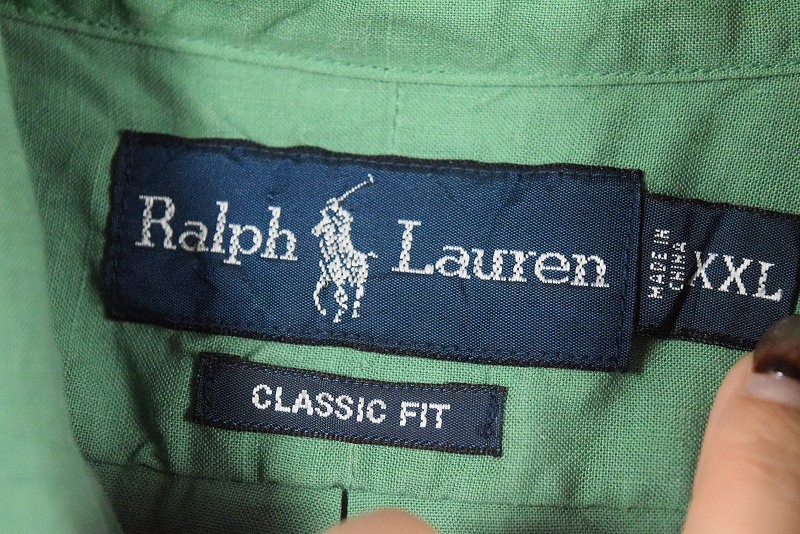 Ralph Lauren
MADE IN
CHINA
XXL
CLASSIC FIT